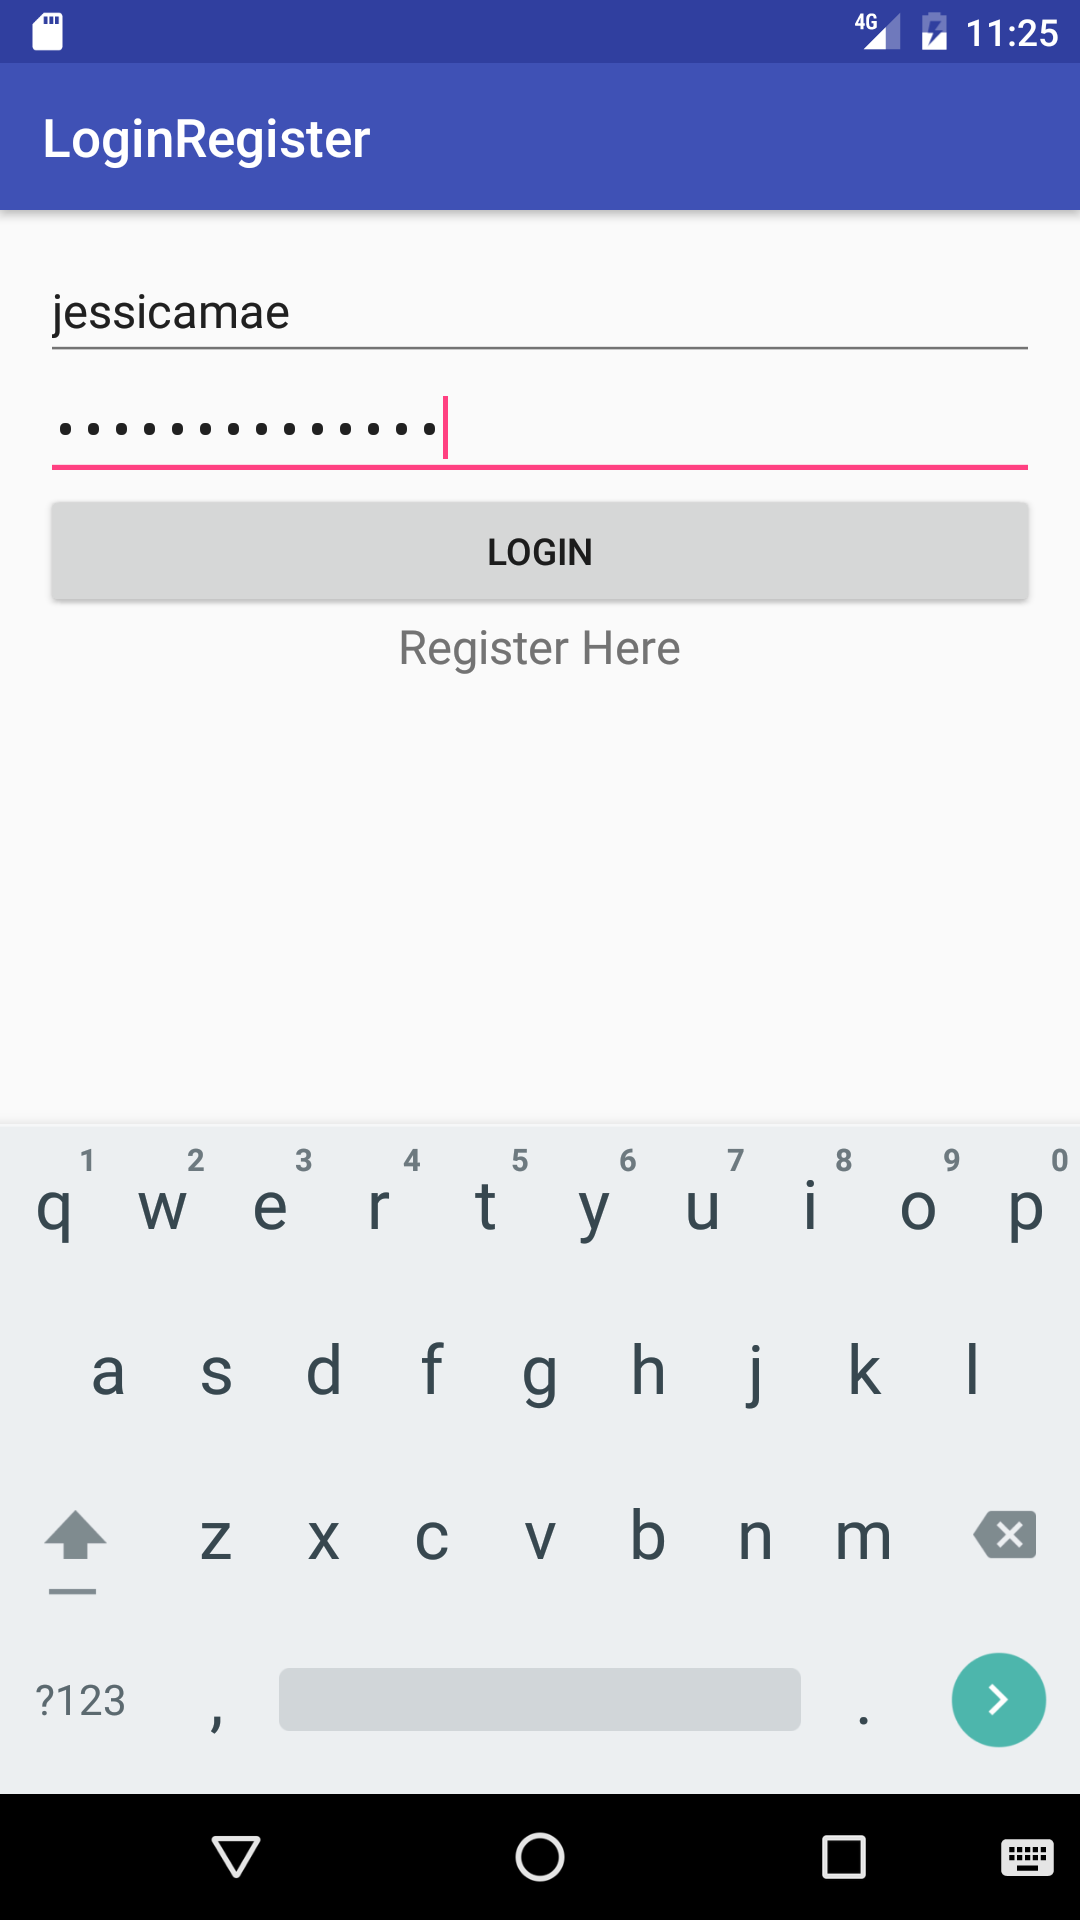 4G 11:25
LoginRegister
jessicamae
••••••••••••••
LOGIN
Register Here
1 2 3 4 5 6 7 8 9 0
q w e r t y u i o p
a s d f g h j k l
z x c v b n m
?123 , .